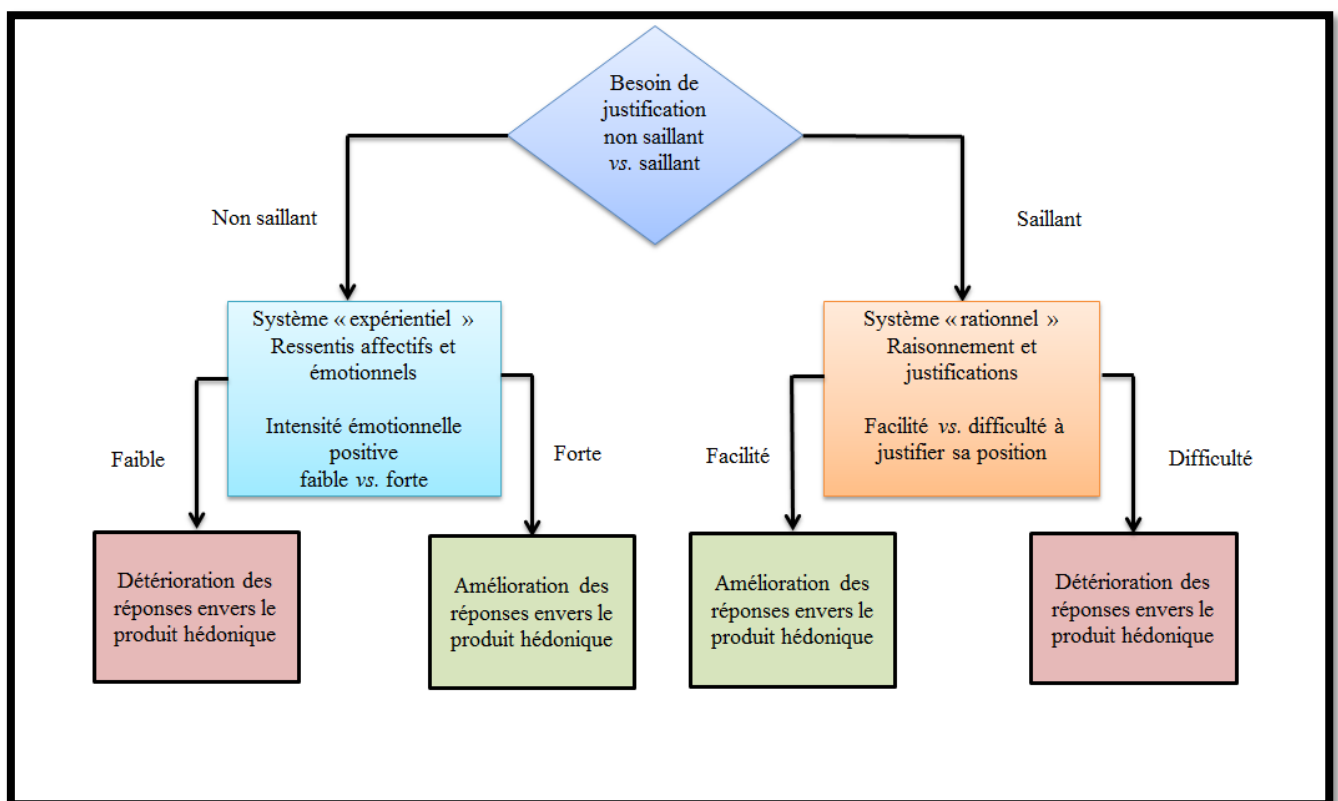 Besoin de
justification
non saillant
vs. saillant
Non saillant
Saillant
Système « expérientiel »
Ressentis affectifs et
émotionnels
Intensité émotionnelle
positive
faible vs. forte
Système « rationnel »
Raisonnement et
justifications
Facilité vs. difficulté à
justifier sa position
Faible
Forte
Facilité
Difficulté
Détérioration des
réponses envers le
produit hédonique
Amélioration des
réponses envers le
produit hédonique
Amélioration des
réponses envers le
produit hédonique
Détérioration des
réponses envers le
produit hédonique